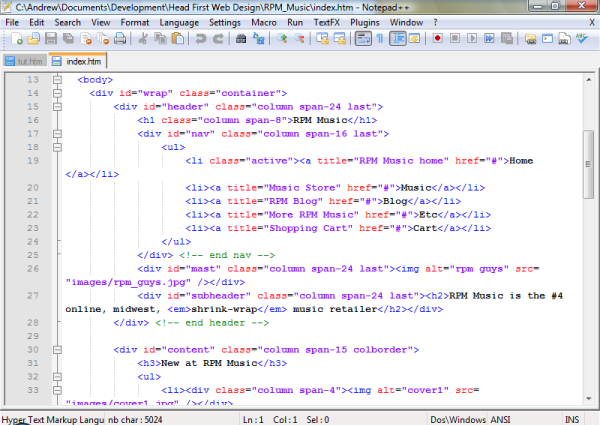 C:\Andrew\Documents\Development\Head First Web Design\RPM_Music\index.htm - Notepad++
File Edit Search View Format Language Settings Macro Run TextFX Plugins Window ? X
tut.htm index.htm
13 <body>
14 <div id="wrap" class="container">
15 <div id="header" class="column span-24 last">
16 <h1 class="column span-8">RPM Music</h1>
17 <div id="nav" class="column span-16 last">
18 <ul>
19 <li class="active"><a title="RPM Music home" href="#">Home
</a></li>
20 <li><a title="Music Store" href="#">Music</a></li>
21 <li><a title="RPM Blog" href="#">Blog</a></li>
22 <li><a title="More RPM Music" href="#">Etc</a></li>
23 <li><a title="Shopping Cart" href="#">Cart</a></li>
24 </ul>
25 </div> <!-- end nav -->
26 <div id="mast" class="column span-24 last"><img alt="rpm guys" src=
"images/rpm_guys.jpg" /></div>
27 <div id="subheader" class="column span-24 last"><h2>RPM Music is the #4
online, midwest, <em>shrink-wrap</em> music retailer</h2></div>
28 </div> <!-- end header -->
29
30 <div id="content" class="column span-15 colborder">
31 <h3>New at RPM Music</h3>
32 <ul>
33 <li><div class="column span-4"><img alt="cover1" src=
"images/cover1.jpg" /></div>
Hyper Text Markup Langu nb char : 5024 Ln : 1 Col : 1 Sel : 0 Dos\Windows ANSI INS